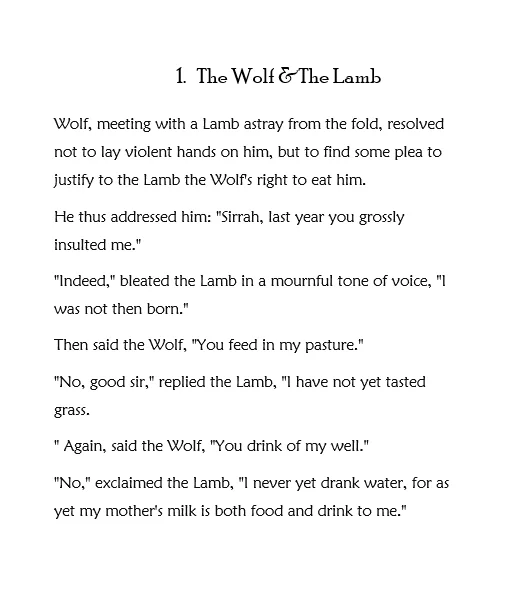 1. The Wolf & The Lamb
Wolf, meeting with a Lamb astray from the fold, resolved
not to lay violent hands on him, but to find some plea to
justify to the Lamb the Wolf's right to eat him.
He thus addressed him: "Sirrah, last year you grossly
insulted me."
"Indeed," bleated the Lamb in a mournful tone of voice, "I
was not then born."
Then said the Wolf, "You feed in my pasture."
"No, good sir," replied the Lamb, "I have not yet tasted
grass.
" Again, said the Wolf, "You drink of my well."
"No," exclaimed the Lamb, "I never yet drank water, for as
yet my mother's milk is both food and drink to me."